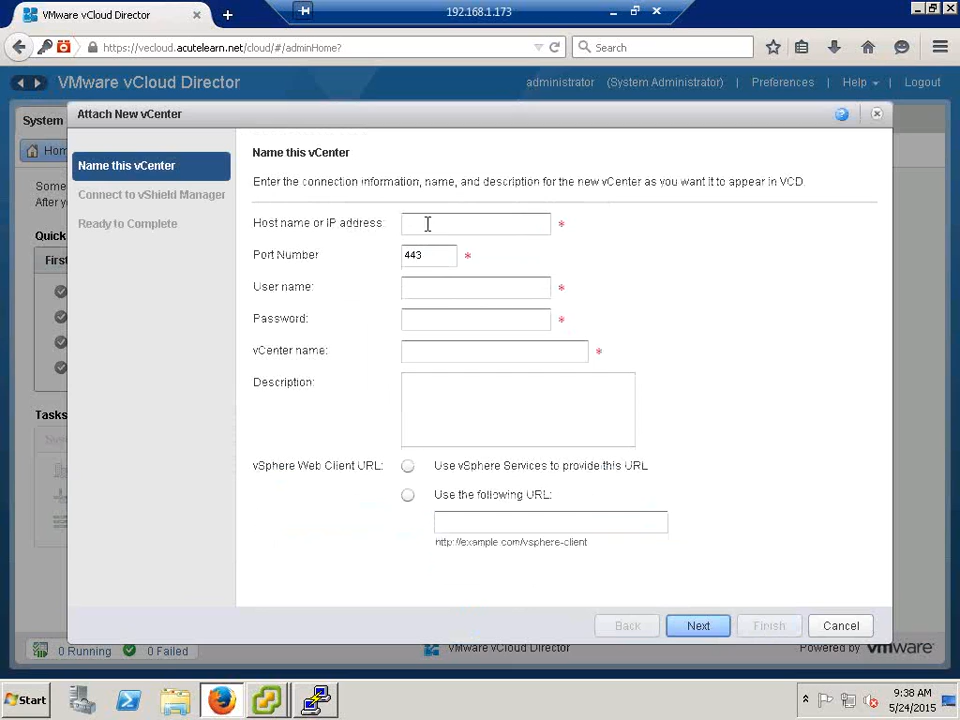 VMware vCloud Director
192.168.1.173
https://vecloud.acutelearn.net/cloud/#/adminHome?
Search
VMware vCloud Director
administrator (System Administrator) | Preferences | Help | Logout
System
Attach New vCenter
Hom
Some
After y
Quick
First
Tasks
Name this vCenter
Connect to vShield Manager
Ready to Complete
Name this vCenter
Enter the connection information, name, and description for the new vCenter as you want it to appear in VCD.
Host name or IP address: *
Port Number 443 *
User name: *
Password: *
vCenter name: *
Description:
vSphere Web Client URL: Use vSphere Services to provide this URL
Use the following URL:
http://example.com/vsphere-client
Back Next Finish Cancel
0 Running 0 Failed
VMware vCloud Director
Powered by vmware
Start
9:38 AM
5/24/2015